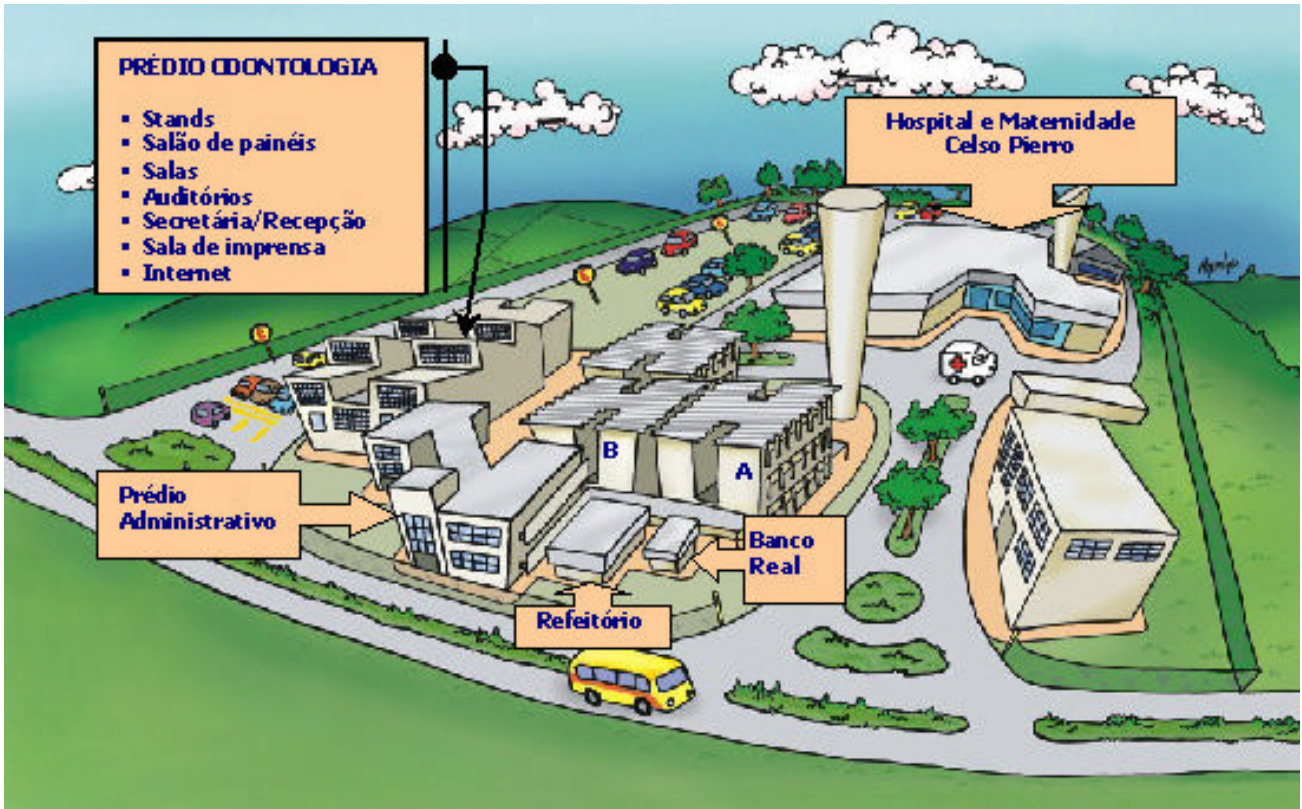 PRÉDIO ODONTOLOGIA
▪ Stands
▪ Salão de painéis
▪ Salas
▪ Auditórios
▪ Secretária/Recepção
▪ Sala de imprensa
▪ Internet
Hospital e Maternidade
Celso Pierro
B
A
Prédio
Administrativo
Banco
Real
Refeitório